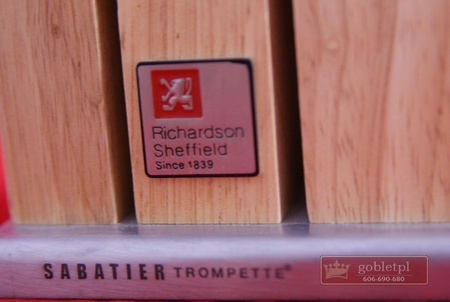 Richardson
Sheffield
Since 1839
SABATIER TROMPETTE®
gobletpl
606-690-680